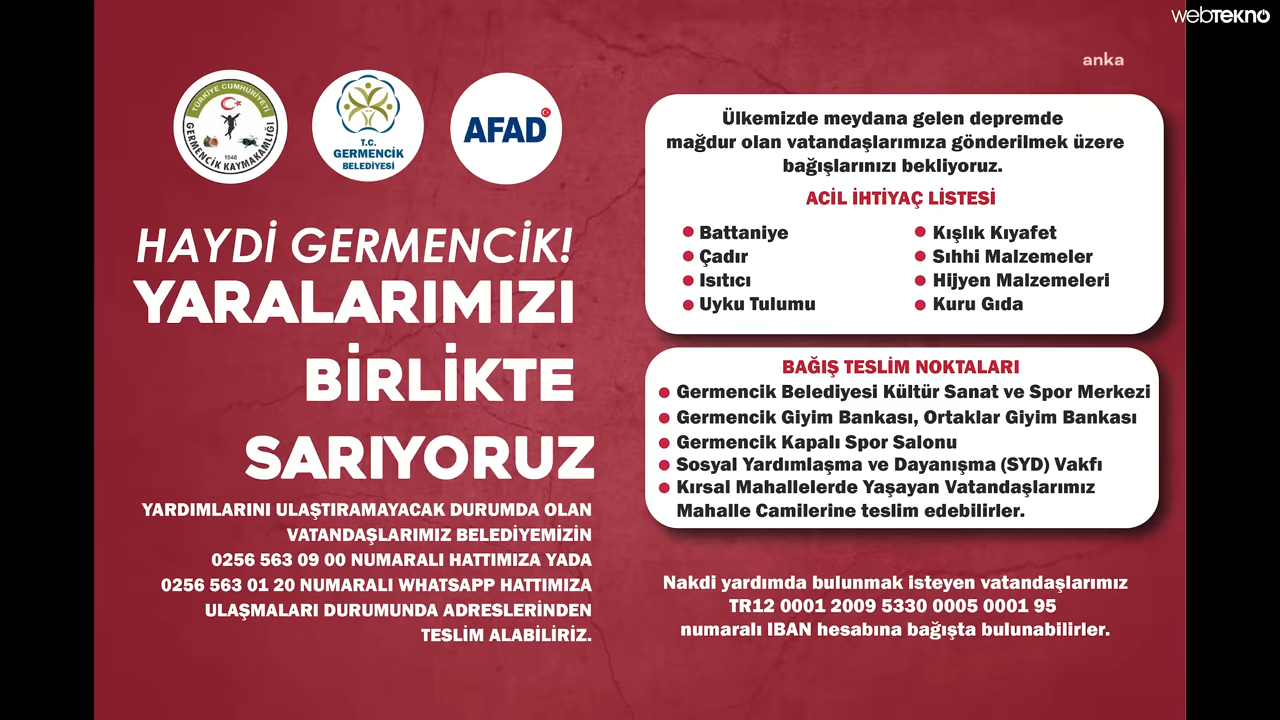 webTEKNO
anka
TÜRKİYE CUMHURİYETİ
GERMENCİK KAYMAKAMLIĞI
1948
T.C.
GERMENCİK
BELEDİYESİ
AFAD
HAYDİ GERMENCİK!
YARALARIMIZI
BİRLİKTE
SARIYORUZ
YARDIMLARINI ULAŞTIRAMAYACAK DURUMDA OLAN
VATANDAŞLARIMIZ BELEDİYEMİZİN
0256 563 09 00 NUMARALI HATTIMIZA YADA
0256 563 01 20 NUMARALI WHATSAPP HATTIMIZA
ULAŞMALARI DURUMUNDA ADRESLERİNDEN
TESLİM ALABİLİRİZ.
Ülkemizde meydana gelen depremde
mağdur olan vatandaşlarımıza gönderilmek üzere
bağışlarınızı bekliyoruz.
ACİL İHTİYAÇ LİSTESİ
Battaniye
Çadır
Isıtıcı
Uyku Tulumu
Kışlık Kıyafet
Sıhhi Malzemeler
Hijyen Malzemeleri
Kuru Gıda
BAĞIŞ TESLİM NOKTALARI
Germencik Belediyesi Kültür Sanat ve Spor Merkezi
Germencik Giyim Bankası, Ortaklar Giyim Bankası
Germencik Kapalı Spor Salonu
Sosyal Yardımlaşma ve Dayanışma (SYD) Vakfı
Kırsal Mahallelerde Yaşayan Vatandaşlarımız
Mahalle Camilerine teslim edebilirler.
Nakdi yardımda bulunmak isteyen vatandaşlarımız
TR12 0001 2009 5330 0005 0001 95
numaralı IBAN hesabına bağışta bulunabilirler.